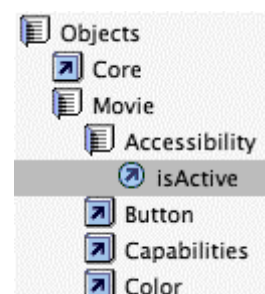 Objects
Core
Movie
Accessibility
isActive
Button
Capabilities
Color